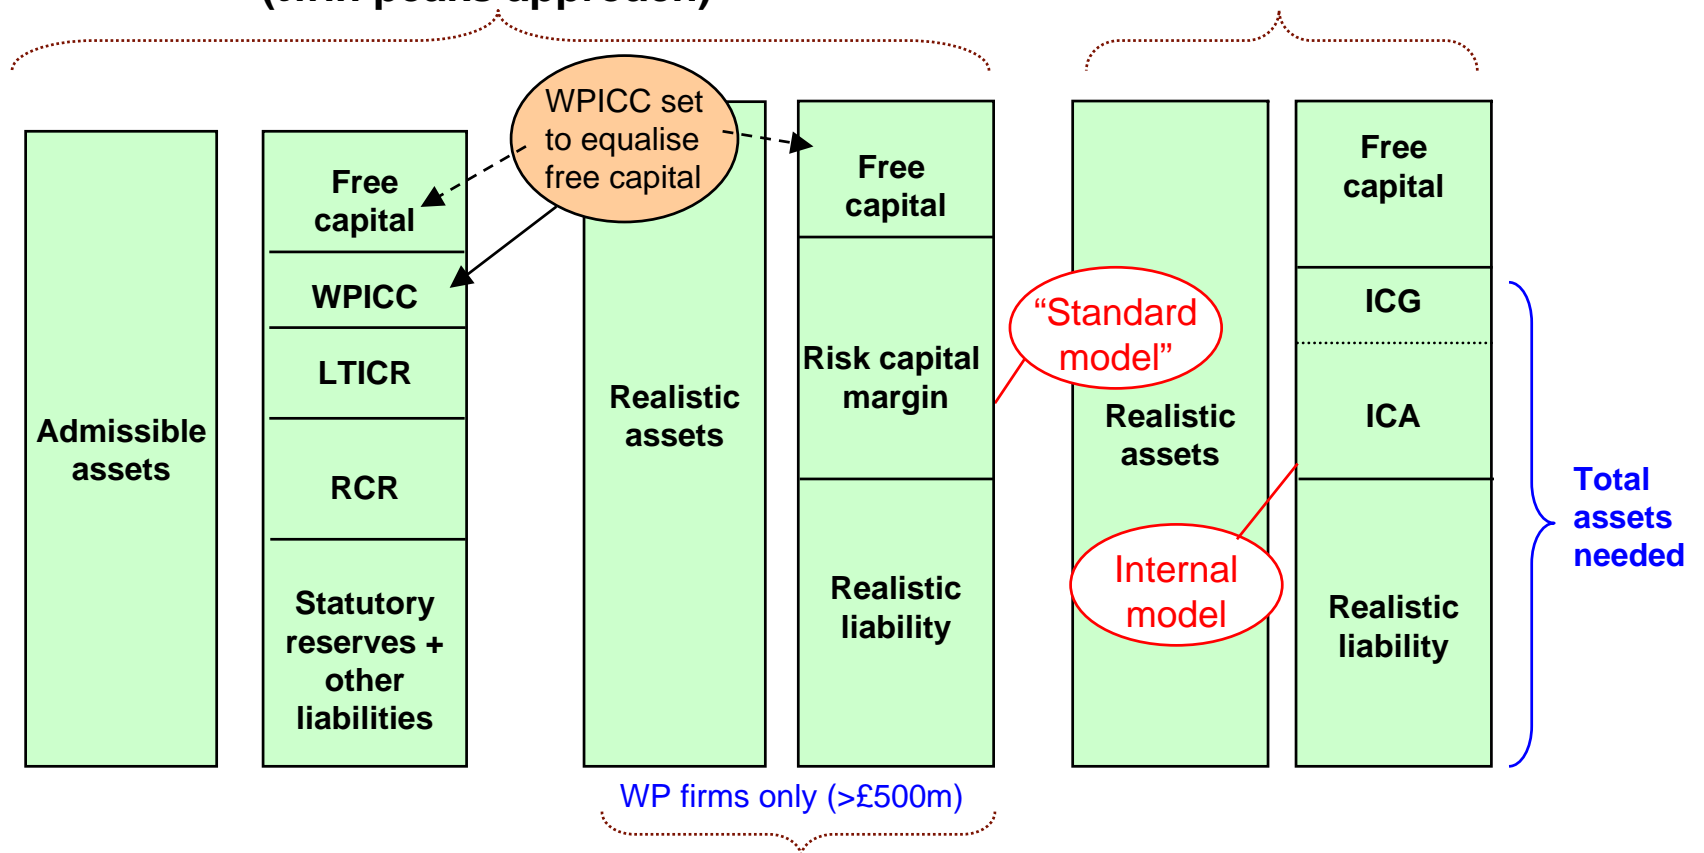 peaks approach)
WPICC set
to equalise
free capital
Admissible
assets
Free
capital
WPICC
LTICR
RCR
Statutory
reserves +
other
liabilities
Realistic
assets
Free
capital
Risk capital
margin
Realistic
liability
WP firms only (>£500m)
“Standard
model”
Realistic
assets
Internal
model
Free
capital
ICG
ICA
Realistic
liability
Total
assets
needed